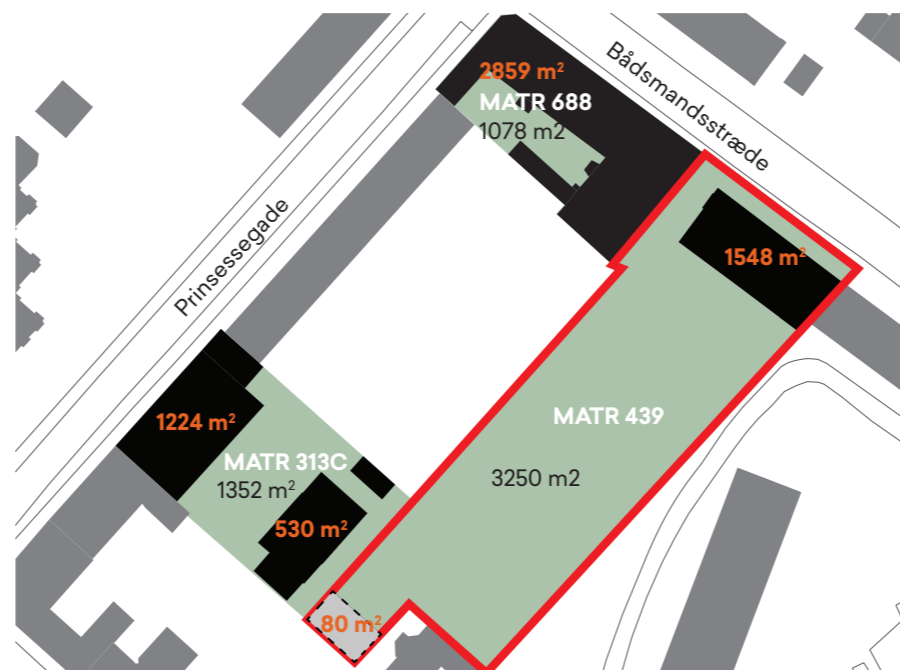 Bådsmandsstræde
2859 m²
MATR 688
1078 m2
Prinsessegade
1548 m²
1224 m²
MATR 439
MATR 313C
1352 m²
3250 m2
530 m²
80 m²